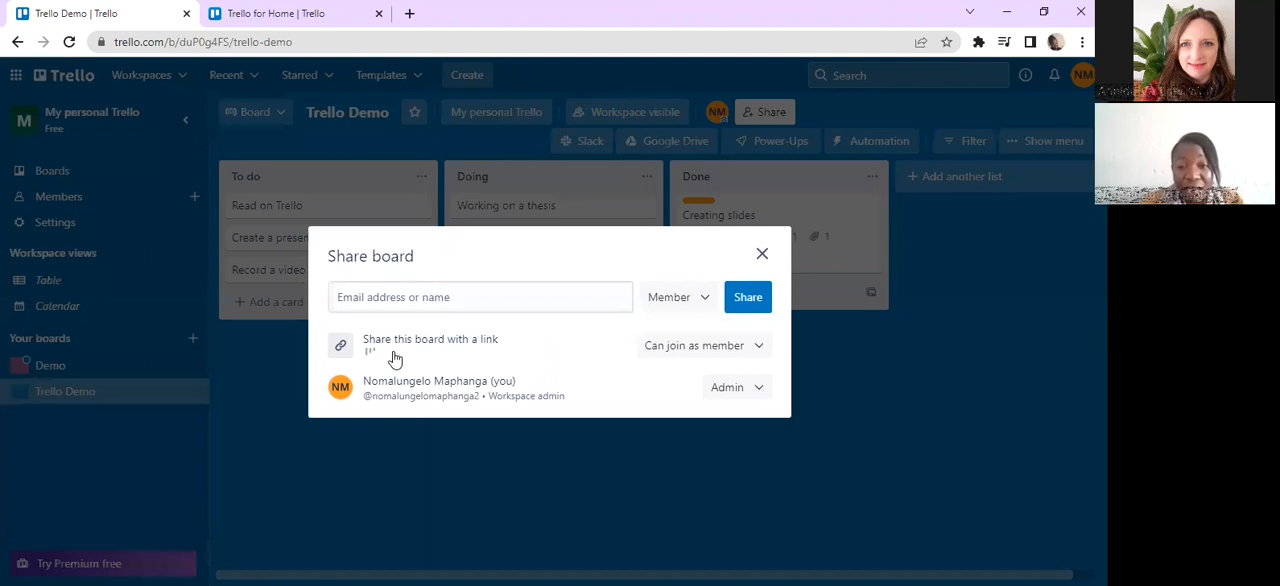 Trello Demo | Trello
Trello for Home | Trello
trello.com/b/duP0g4FS/trello-demo
Trello
Workspaces
Recent
Starred
Templates
Create
Search
NM
M
My personal Trello
Free
Board
Trello Demo
My personal Trello
Workspace visible
NM
Share
Slack
Google Drive
Power-Ups
Automation
Filter
Show menu
Boards
Members
Settings
Workspace views
Table
Calendar
Your boards
Demo
Trello Demo
Try Premium free
To do
Read on Trello
Create a presen
Record a video
Add a card
Doing
Working on a thesis
Done
Creating slides
1
1
Add another list
Share board
Email address or name
Member
Share
Share this board with a link
Can join as member
NM
Nomalungelo Maphanga (you)
@nomalungelomaphanga2 • Workspace admin
Admin